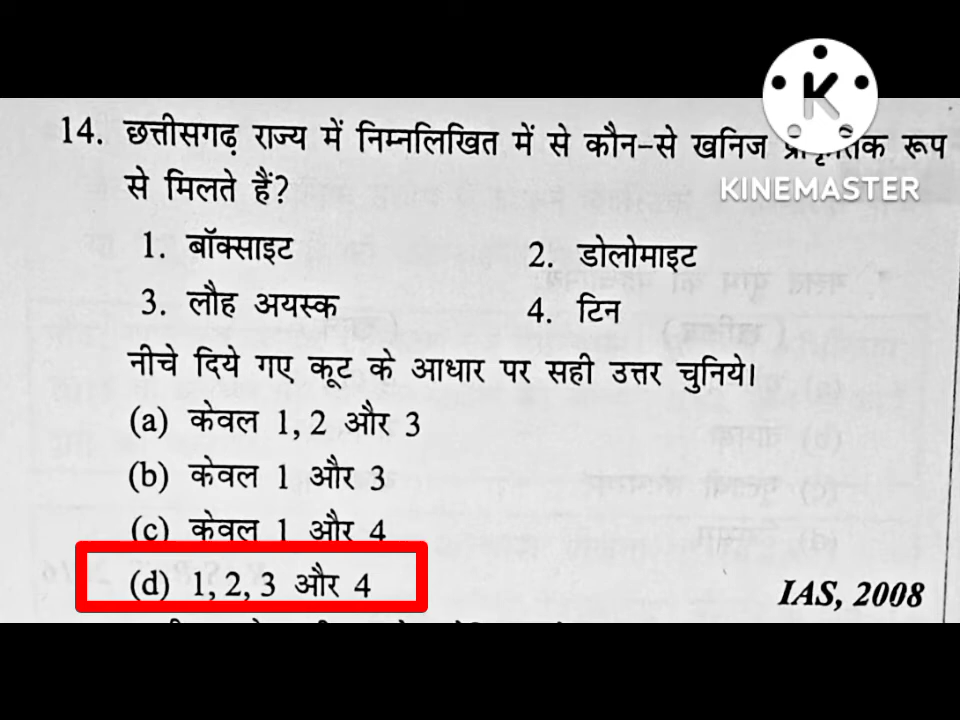 KINEMASTER
14. छत्तीसगढ़ राज्य में निम्नलिखित में से कौन-से खनिज प्राकृतिक रूप
से मिलते हैं?
1. बॉक्साइट 2. डोलोमाइट
3. लौह अयस्क 4. टिन
नीचे दिये गए कूट के आधार पर सही उत्तर चुनिये।
(a) केवल 1, 2 और 3
(b) केवल 1 और 3
(c) केवल 1 और 4
(d) 1, 2, 3 और 4
IAS, 2008